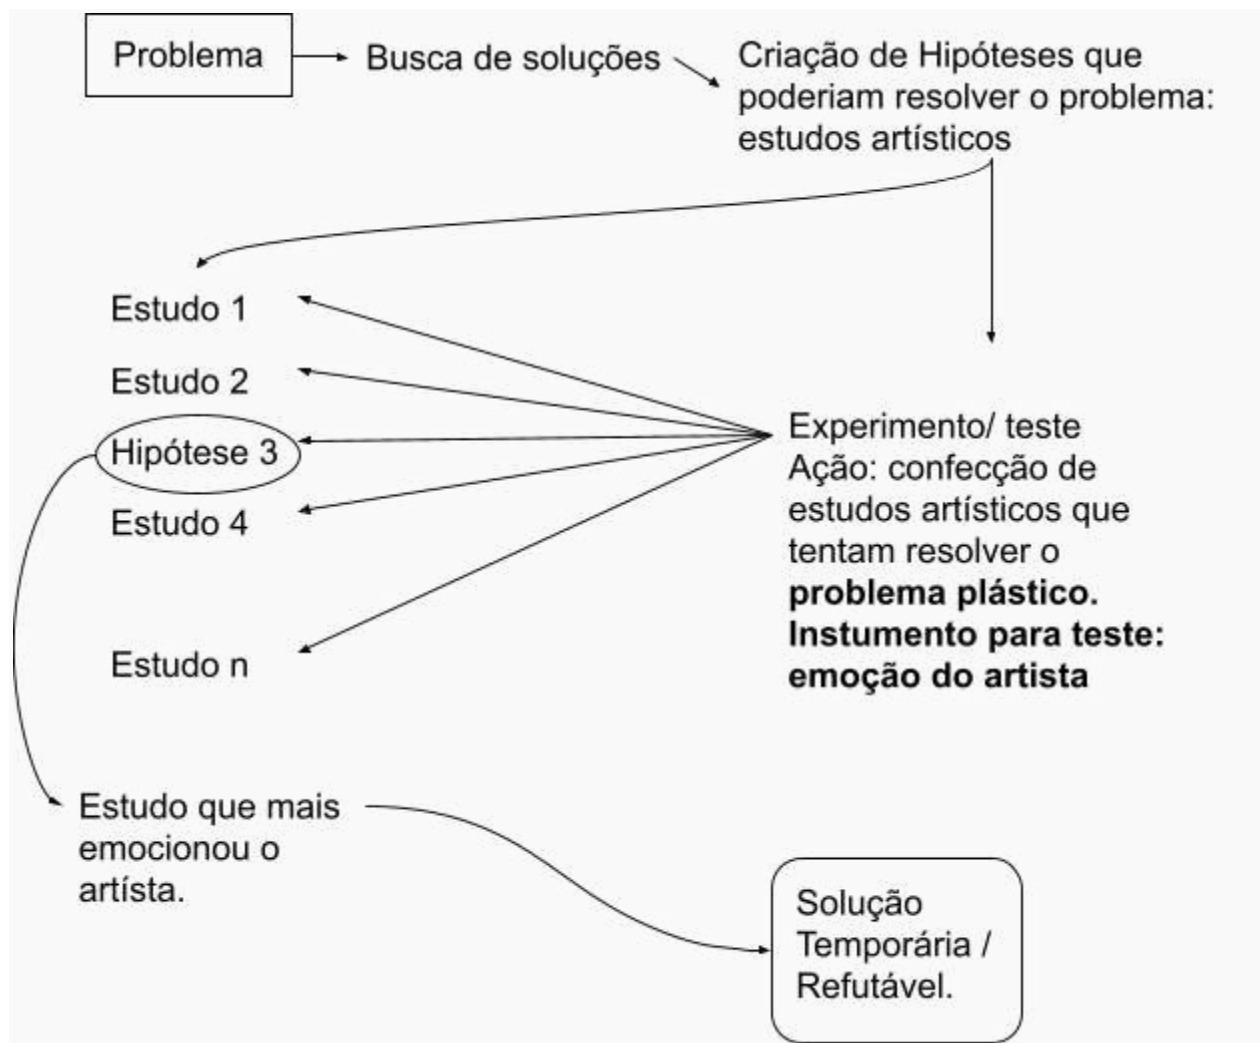 Problema
Busca de soluções
Criação de Hipóteses que
poderiam resolver o problema:
estudos artísticos
Estudo 1
Estudo 2
Hipótese 3
Estudo 4
Estudo n
Experimento/ teste
Ação: confecção de
estudos artísticos que
tentam resolver o
problema plástico.
Instumento para teste:
emoção do artista
Estudo que mais
emocionou o
artísta.
Solução
Temporária /
Refutável.